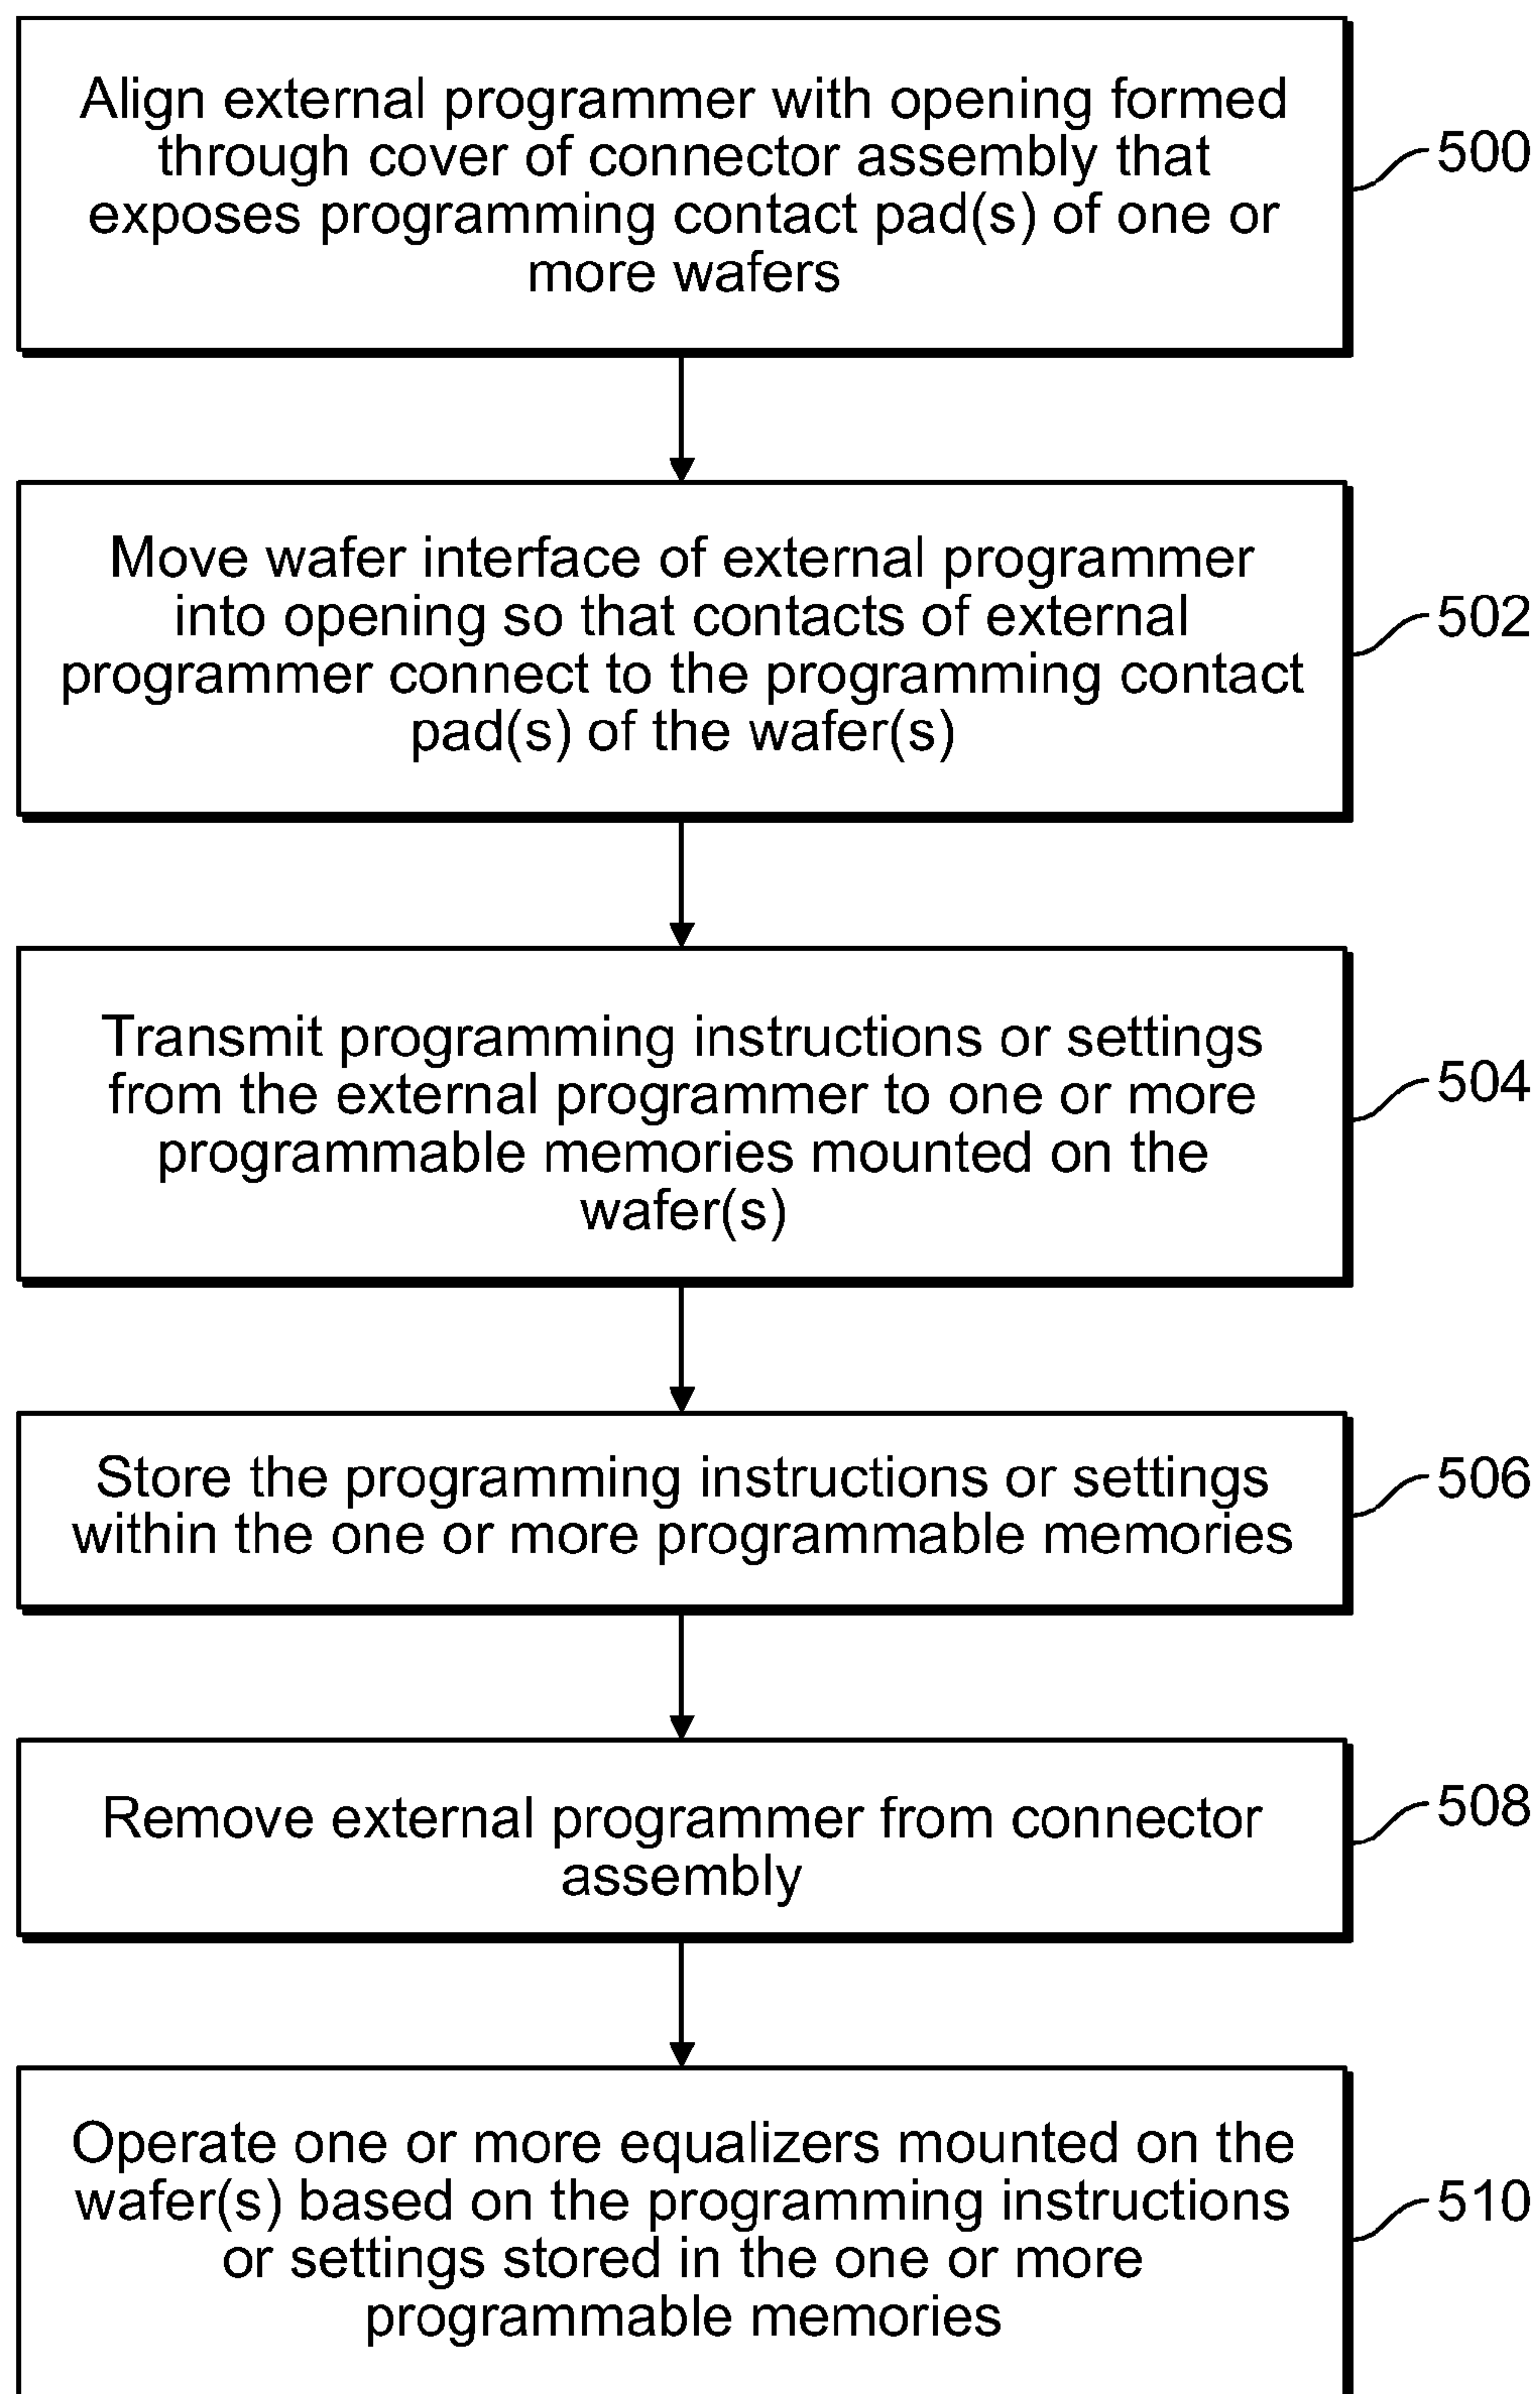 Align external programmer with opening formed
through cover of connector assembly that
exposes programming contact pad(s) of one or
more wafers
500
Move wafer interface of external programmer
into opening so that contacts of external
programmer connect to the programming contact
pad(s) of the wafer(s)
502
Transmit programming instructions or settings
from the external programmer to one or more
programmable memories mounted on the
wafer(s)
504
Store the programming instructions or settings
within the one or more programmable memories
506
Remove external programmer from connector
assembly
508
Operate one or more equalizers mounted on the
wafer(s) based on the programming instructions
or settings stored in the one or more
programmable memories
510